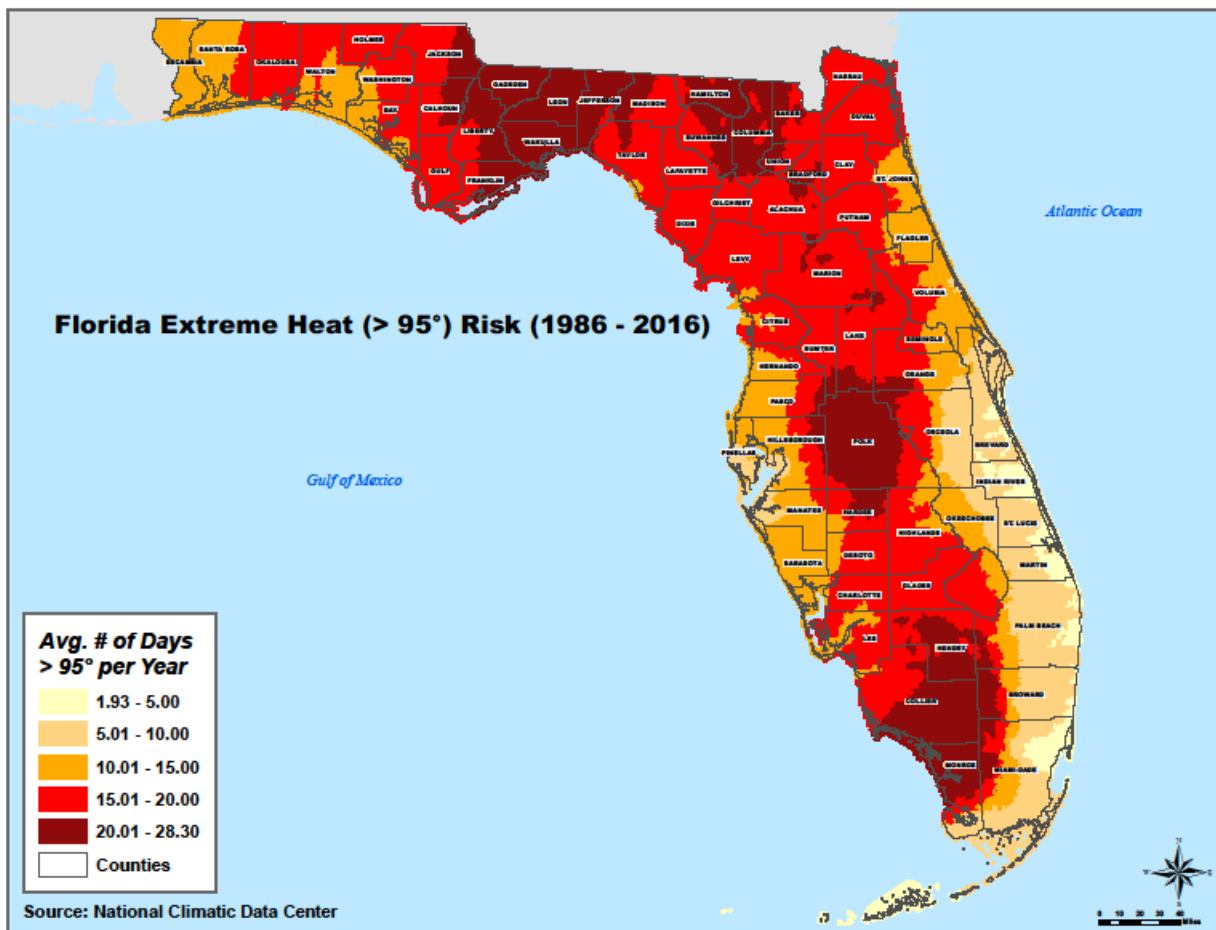 HOLMES
SANTA ROSA
JACKSON
ESCAMBIA
OKALOOSA
WALTON
WASHINGTON
GADSDEN
NASSAU
HAMILTON
LEON
JEFFERSON
MADISON
BAY
CALHOUN
BAKER
DUVAL
LIBERTY
COLUMBIA
SUWANNEE
WAKULLA
TAYLOR
UNION
CLAY
GULF
FRANKLIN
LAFAYETTE
BRADFORD
ST. JOHNS
GILCHRIST
ALACHUA
PUTNAM
Atlantic Ocean
DIXIE
FLAGLER
LEVY
MARION
VOLUSIA
Florida Extreme Heat (> 95°) Risk (1986 - 2016)
CITRUS
LAKE
SEMINOLE
SUMTER
HERNANDO
ORANGE
PASCO
OSCEOLA
HILLSBOROUGH
POLK
BREVARD
PINELLAS
Gulf of Mexico
INDIAN RIVER
MANATEE
HARDEE
OKEECHOBEE
ST. LUCIE
HIGHLANDS
DESOTO
SARASOTA
MARTIN
GLADES
CHARLOTTE
PALM BEACH
LEE
HENDRY
BROWARD
COLLIER
MONROE
MIAMI-DADE
Avg. # of Days
> 95° per Year
1.93 - 5.00
5.01 - 10.00
10.01 - 15.00
15.01 - 20.00
20.01 - 28.30
Counties
Source: National Climatic Data Center
N
W E
S
0 10 20 30 40
Miles